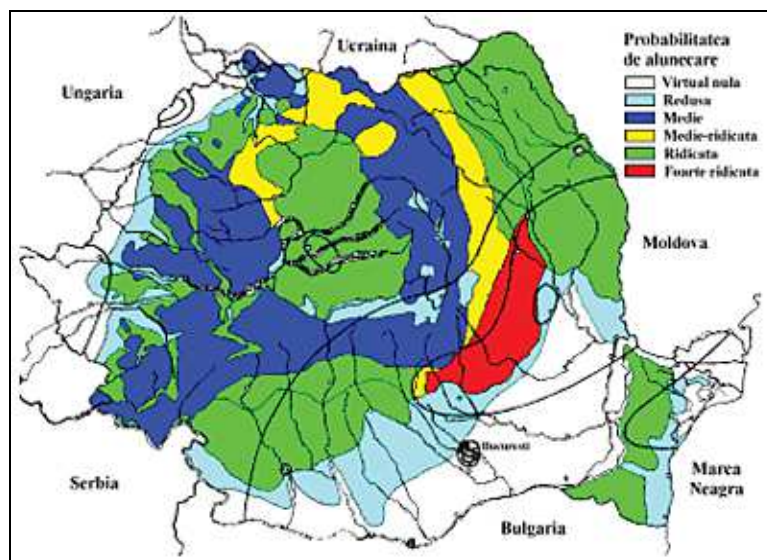 Ucraina
Probabilitatea
de alunecare
Virtual nula
Redusa
Medie
Medie-ridicata
Ridicata
Foarte ridicata
Ungaria
Moldova
Bucuresti
Serbia
Marea
Neagra
Bulgaria